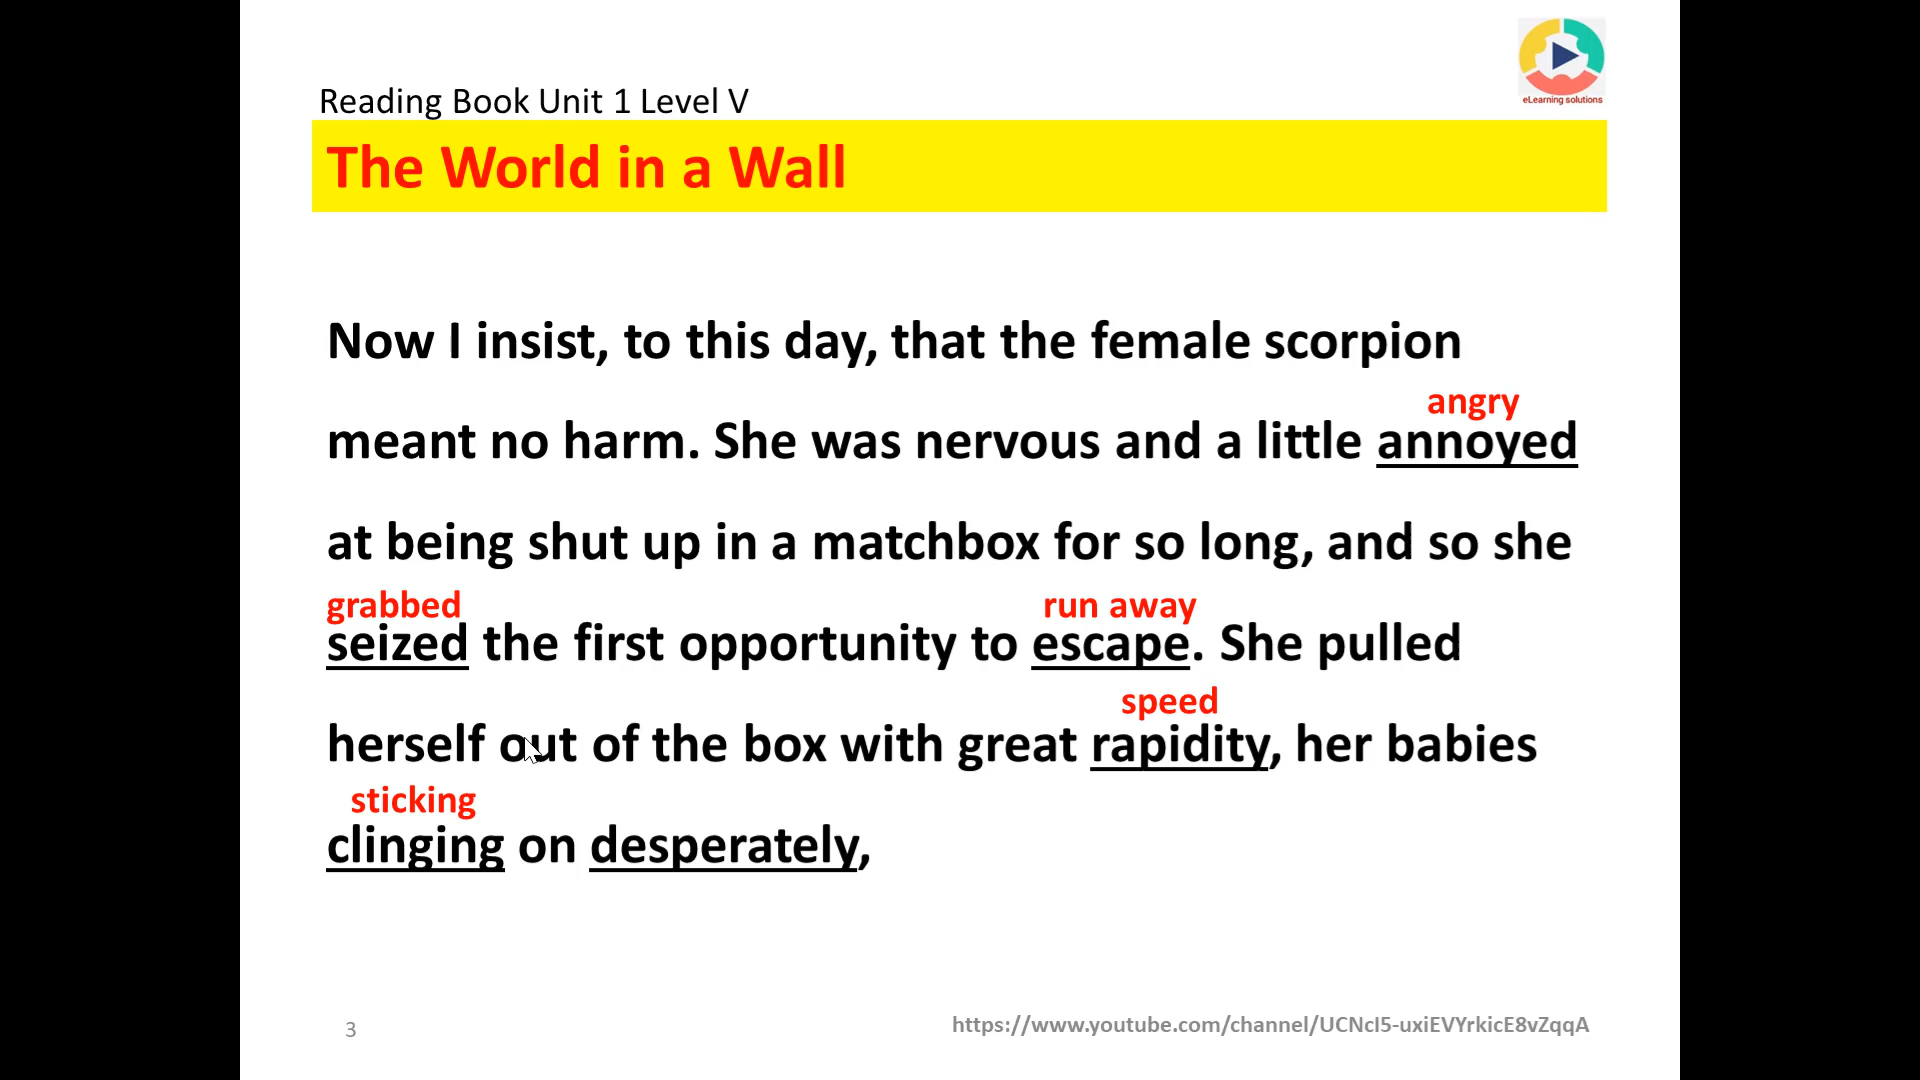 eLearning solutions
Reading Book Unit 1 Level V
The World in a Wall
Now I insist, to this day, that the female scorpion
angry
meant no harm. She was nervous and a little annoyed
at being shut up in a matchbox for so long, and so she
grabbed run away
seized the first opportunity to escape. She pulled
speed
herself out of the box with great rapidity, her babies
sticking
clinging on desperately,
3
https://www.youtube.com/channel/UCNcI5-uxiEVYrkicE8vZqqA